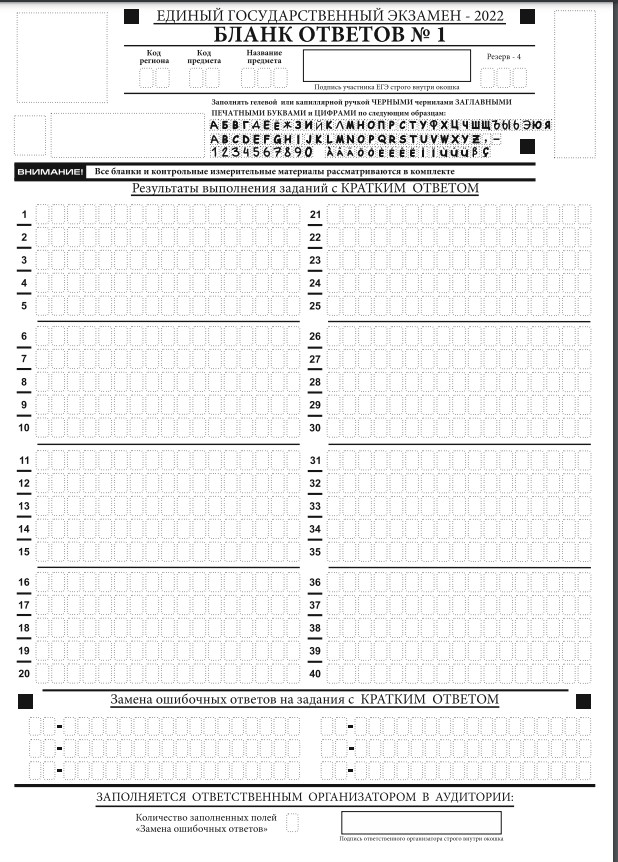 ЕДИНЫЙ ГОСУДАРСТВЕННЫЙ ЭКЗАМЕН - 2022
БЛАНК ОТВЕТОВ № 1
Код региона
Код предмета
Название предмета
Резерв - 4
Подпись участника ЕГЭ строго внутри окошка
Заполнять гелевой или капиллярной ручкой ЧЕРНЫМИ чернилами ЗАГЛАВНЫМИ
ПЕЧАТНЫМИ БУКВАМИ и ЦИФРАМИ по следующим образцам:
АБВГДЕЁЖЗИЙКЛМНОПРСТУФХЦЧШЩЪЫЬЭЮЯ
ABCDEFGHIJKLMNOPQRSTUVWXYZ,-
1234567890
ВНИМАНИЕ! Все бланки и контрольные измерительные материалы рассматриваются в комплекте
Результаты выполнения заданий с КРАТКИМ ОТВЕТОМ
1 21
2 22
3 23
4 24
5 25
6 26
7 27
8 28
9 29
10 30
11 31
12 32
13 33
14 34
15 35
16 36
17 37
18 38
19 39
20 40
Замена ошибочных ответов на задания с КРАТКИМ ОТВЕТОМ
- -
- -
- -
ЗАПОЛНЯЕТСЯ ОТВЕТСТВЕННЫМ ОРГАНИЗАТОРОМ В АУДИТОРИИ:
Количество заполненных полей
«Замена ошибочных ответов»
Подпись ответственного организатора строго внутри окошка